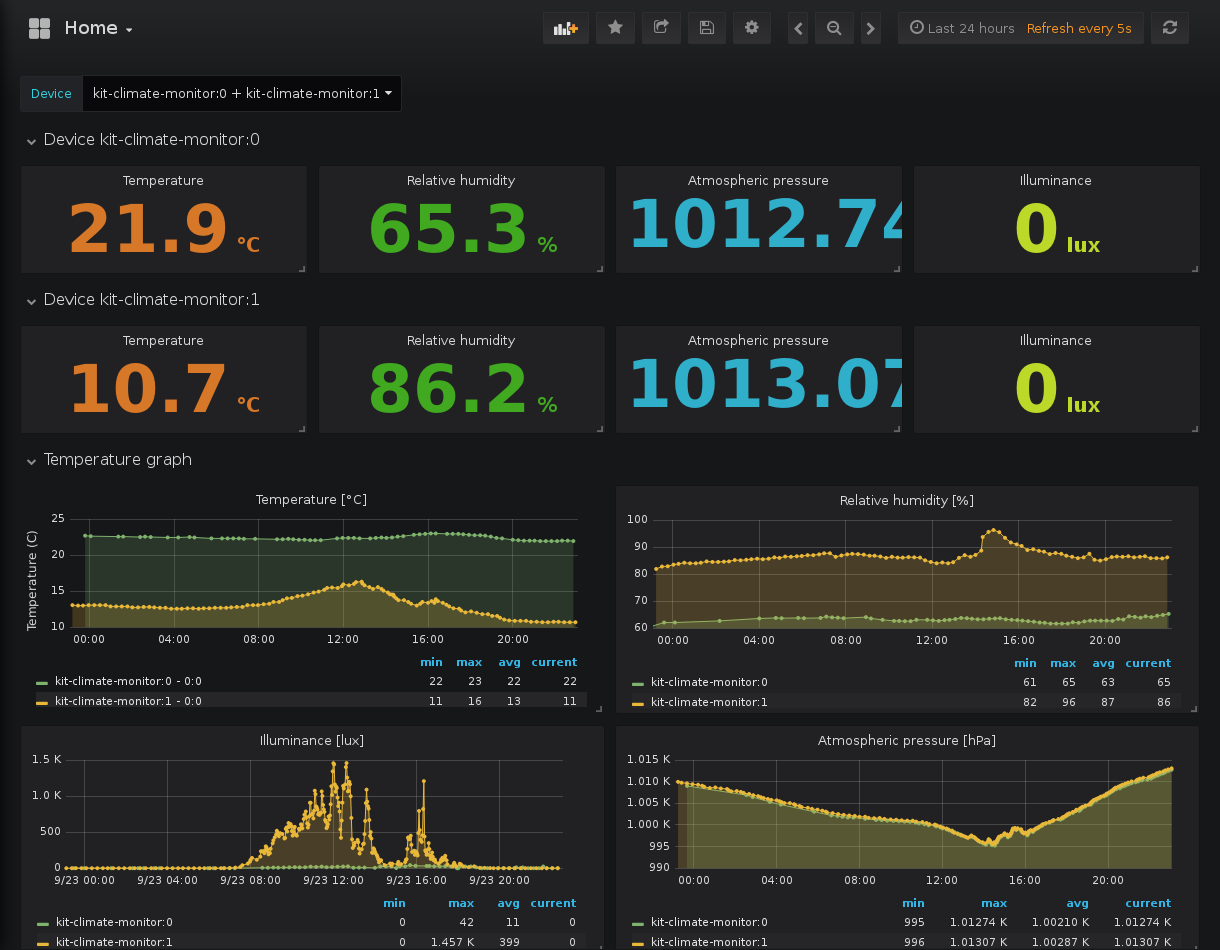 Home
Last 24 hours Refresh every 5s
Device kit-climate-monitor:0 + kit-climate-monitor:1
Device kit-climate-monitor:0
Temperature Relative humidity Atmospheric pressure Illuminance
21.9 °C 65.3 % 1012.74 0 lux
Device kit-climate-monitor:1
Temperature Relative humidity Atmospheric pressure Illuminance
10.7 °C 86.2 % 1013.07 0 lux
Temperature graph
Temperature [°C]
Temperature (C)
25
20
15
10
00:00 04:00 08:00 12:00 16:00 20:00
min max avg current
kit-climate-monitor:0 - 0:0 22 23 22 22
kit-climate-monitor:1 - 0:0 11 16 13 11
Relative humidity [%]
100
90
80
70
60
00:00 04:00 08:00 12:00 16:00 20:00
min max avg current
kit-climate-monitor:0 61 65 63 65
kit-climate-monitor:1 82 96 87 86
Illuminance [lux]
1.5 K
1.0 K
500
0
9/23 00:00 9/23 04:00 9/23 08:00 9/23 12:00 9/23 16:00 9/23 20:00
min max avg current
kit-climate-monitor:0 0 42 11 0
kit-climate-monitor:1 0 1.457 K 399 0
Atmospheric pressure [hPa]
1.015 K
1.010 K
1.005 K
1.000 K
995
990
00:00 04:00 08:00 12:00 16:00 20:00
min max avg current
kit-climate-monitor:0 995 1.01274 K 1.00210 K 1.01274 K
kit-climate-monitor:1 996 1.01307 K 1.00287 K 1.01307 K